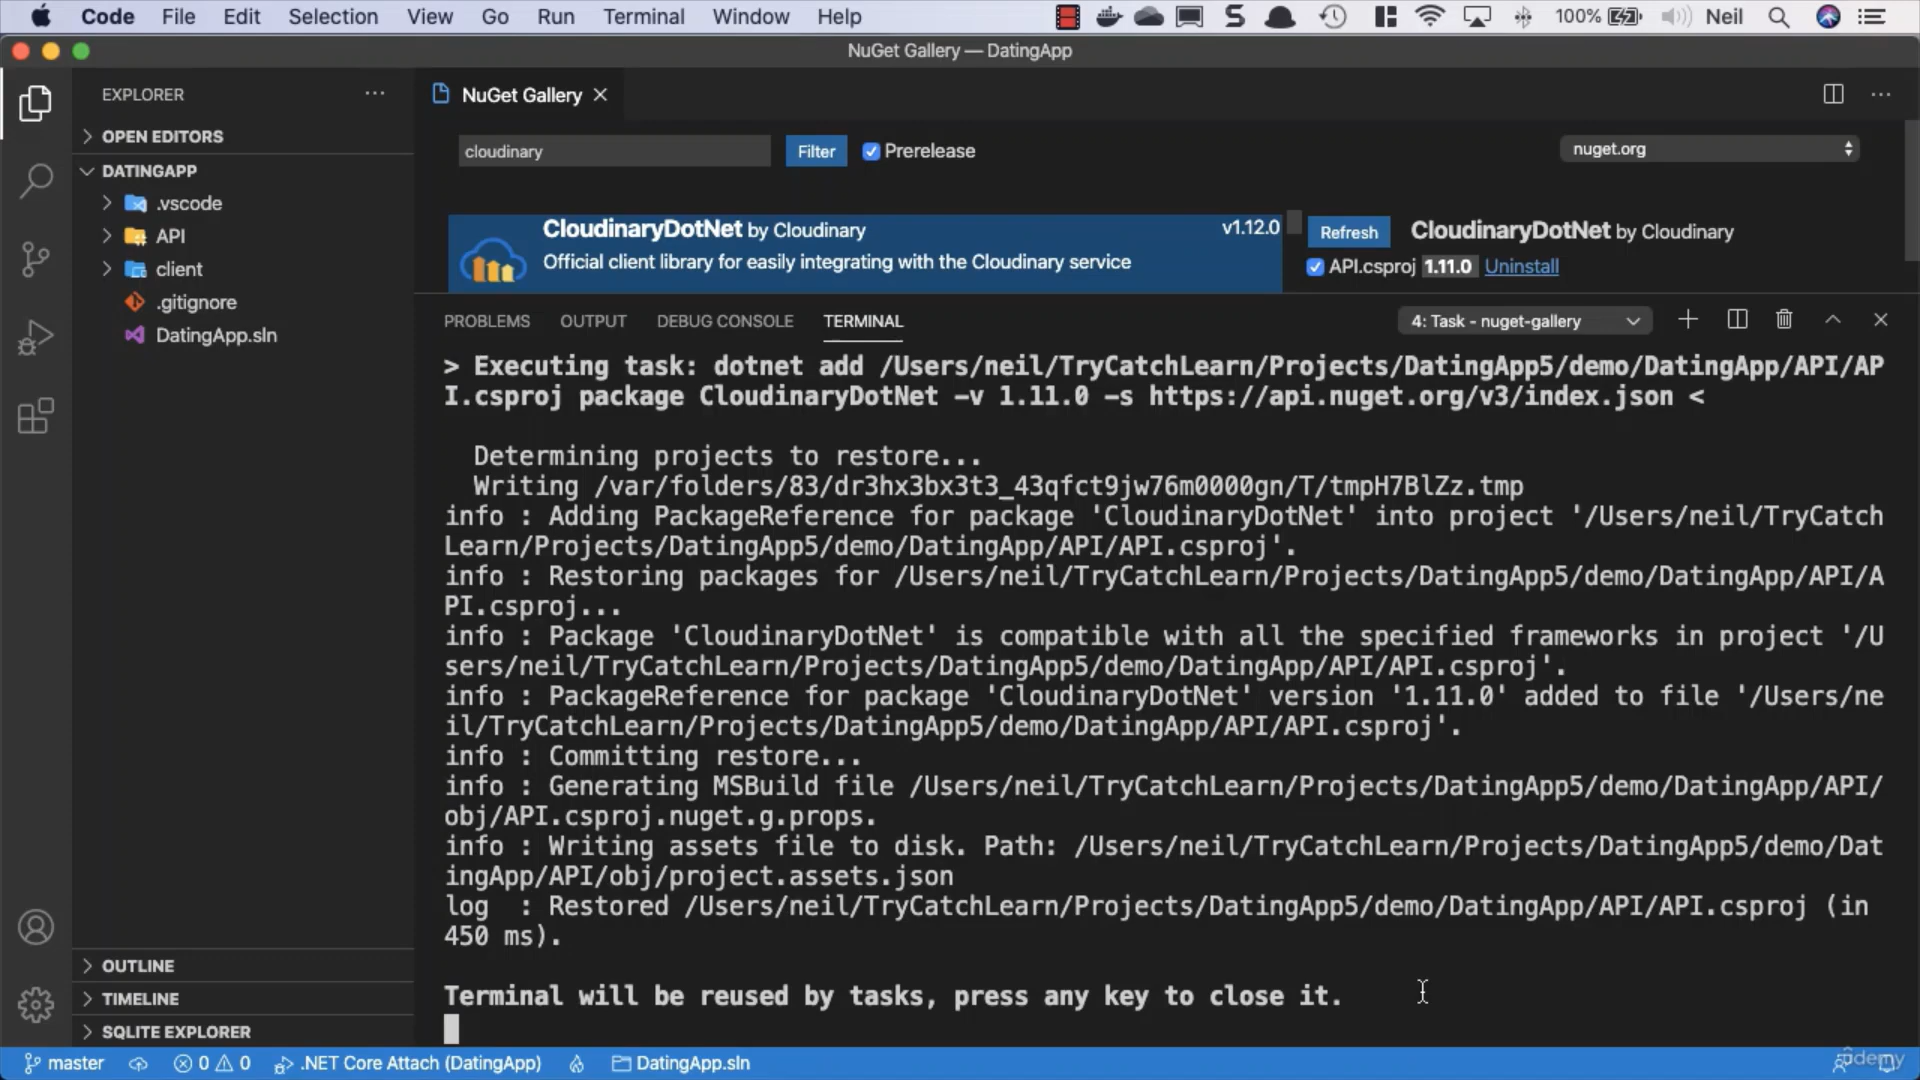 Code File Edit Selection View Go Run Terminal Window Help 100% Neil
NuGet Gallery — DatingApp
EXPLORER
OPEN EDITORS
DATINGAPP
.vscode
API
client
.gitignore
DatingApp.sln
OUTLINE
TIMELINE
SQLITE EXPLORER
NuGet Gallery
cloudinary Filter Prerelease nuget.org
CloudinaryDotNet by Cloudinary v1.12.0
Official client library for easily integrating with the Cloudinary service
Refresh CloudinaryDotNet by Cloudinary
API.csproj 1.11.0 Uninstall
PROBLEMS OUTPUT DEBUG CONSOLE TERMINAL 4: Task - nuget-gallery
> Executing task: dotnet add /Users/neil/TryCatchLearn/Projects/DatingApp5/demo/DatingApp/API/AP
I.csproj package CloudinaryDotNet -v 1.11.0 -s https://api.nuget.org/v3/index.json <
Determining projects to restore...
Writing /var/folders/83/dr3hx3bx3t3_43qfct9jw76m0000gn/T/tmpH7BlZz.tmp
info : Adding PackageReference for package 'CloudinaryDotNet' into project '/Users/neil/TryCatch
Learn/Projects/DatingApp5/demo/DatingApp/API/API.csproj'.
info : Restoring packages for /Users/neil/TryCatchLearn/Projects/DatingApp5/demo/DatingApp/API/A
PI.csproj...
info : Package 'CloudinaryDotNet' is compatible with all the specified frameworks in project '/U
sers/neil/TryCatchLearn/Projects/DatingApp5/demo/DatingApp/API/API.csproj'.
info : PackageReference for package 'CloudinaryDotNet' version '1.11.0' added to file '/Users/ne
il/TryCatchLearn/Projects/DatingApp5/demo/DatingApp/API/API.csproj'.
info : Committing restore...
info : Generating MSBuild file /Users/neil/TryCatchLearn/Projects/DatingApp5/demo/DatingApp/API/
obj/API.csproj.nuget.g.props.
info : Writing assets file to disk. Path: /Users/neil/TryCatchLearn/Projects/DatingApp5/demo/Dat
ingApp/API/obj/project.assets.json
log  : Restored /Users/neil/TryCatchLearn/Projects/DatingApp5/demo/DatingApp/API/API.csproj (in
450 ms).
Terminal will be reused by tasks, press any key to close it.
master 0 0 .NET Core Attach (DatingApp) DatingApp.sln
udemy